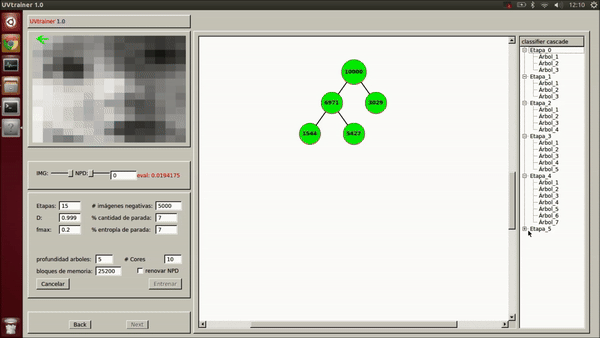 UVtrainer 1.0
12:10
UVtrainer 1.0
IMG:
NPD:
0
eval: 0.0194175
Etapas: 15
# imágenes negativas: 5000
D: 0.999
% cantidad de parada: 7
fmax: 0.2
% entropía de parada: 7
profundidad arboles: 5
# Cores 10
bloques de memoria: 25200
renovar NPD
Cancelar
Entrenar
Back
Next
10000
6971
3029
1544
5427
classifier cascade
Etapa_0
Arbol_1
Arbol_2
Arbol_3
Etapa_1
Arbol_1
Arbol_2
Arbol_3
Etapa_2
Arbol_1
Arbol_2
Arbol_3
Arbol_4
Etapa_3
Arbol_1
Arbol_2
Arbol_3
Arbol_4
Arbol_5
Etapa_4
Arbol_1
Arbol_2
Arbol_3
Arbol_4
Arbol_5
Arbol_6
Arbol_7
Etapa_5